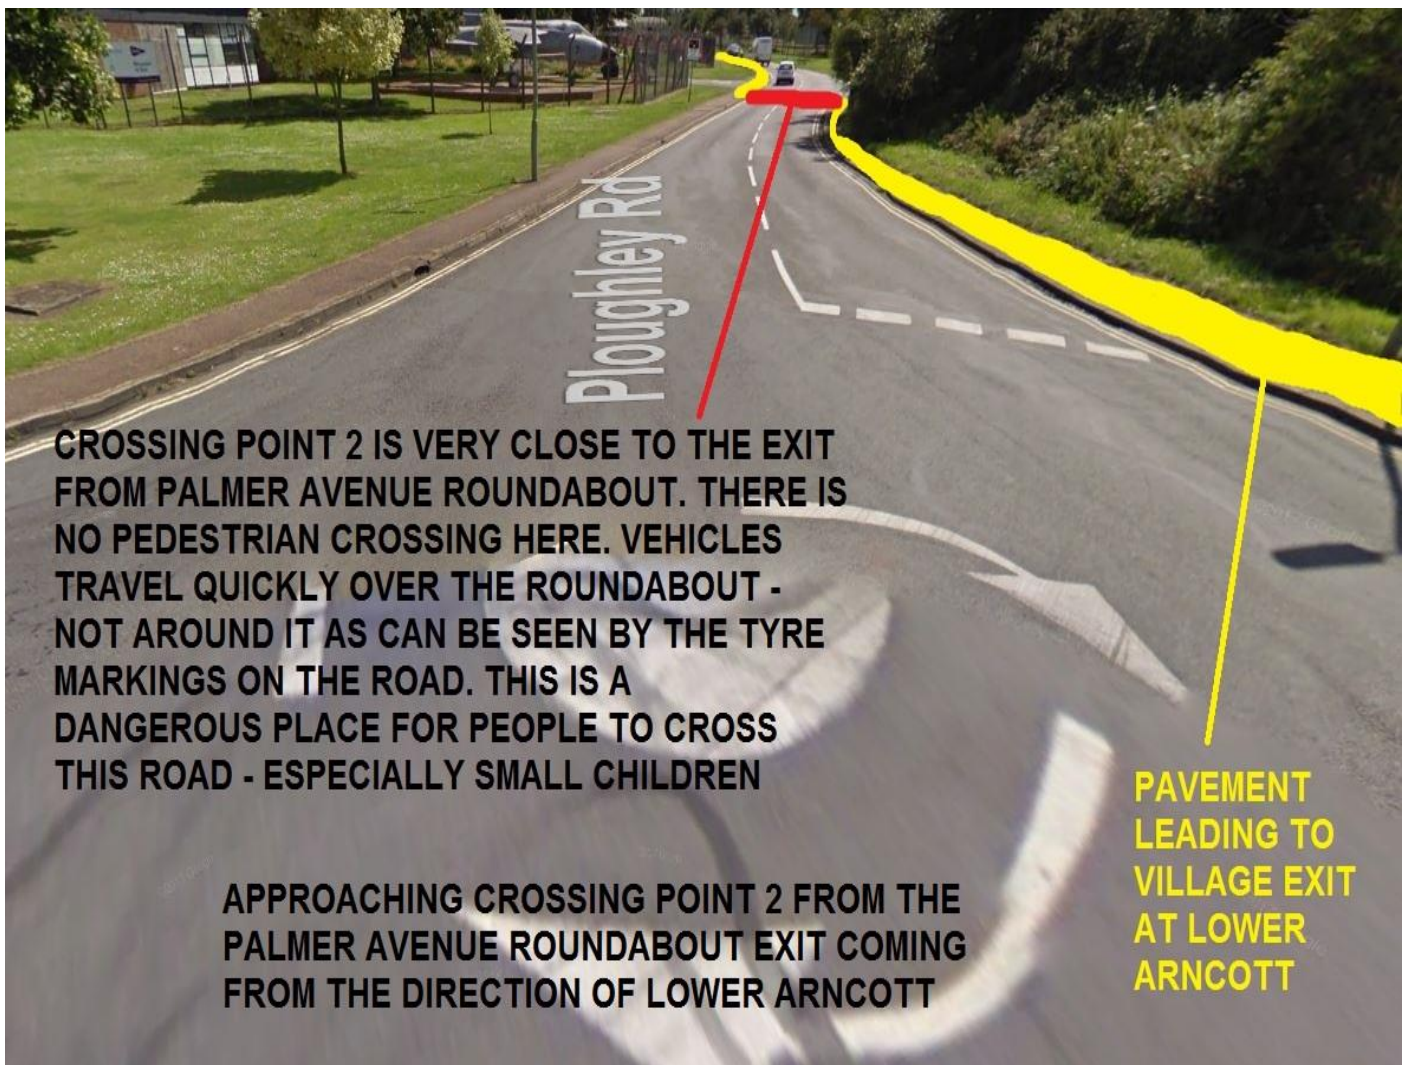 Ploughley Rd
CROSSING POINT 2 IS VERY CLOSE TO THE EXIT
FROM PALMER AVENUE ROUNDABOUT. THERE IS
NO PEDESTRIAN CROSSING HERE. VEHICLES
TRAVEL QUICKLY OVER THE ROUNDABOUT -
NOT AROUND IT AS CAN BE SEEN BY THE TYRE
MARKINGS ON THE ROAD. THIS IS A
DANGEROUS PLACE FOR PEOPLE TO CROSS
THIS ROAD - ESPECIALLY SMALL CHILDREN
PAVEMENT
LEADING TO
VILLAGE EXIT
AT LOWER
ARNCOTT
APPROACHING CROSSING POINT 2 FROM THE
PALMER AVENUE ROUNDABOUT EXIT COMING
FROM THE DIRECTION OF LOWER ARNCOTT